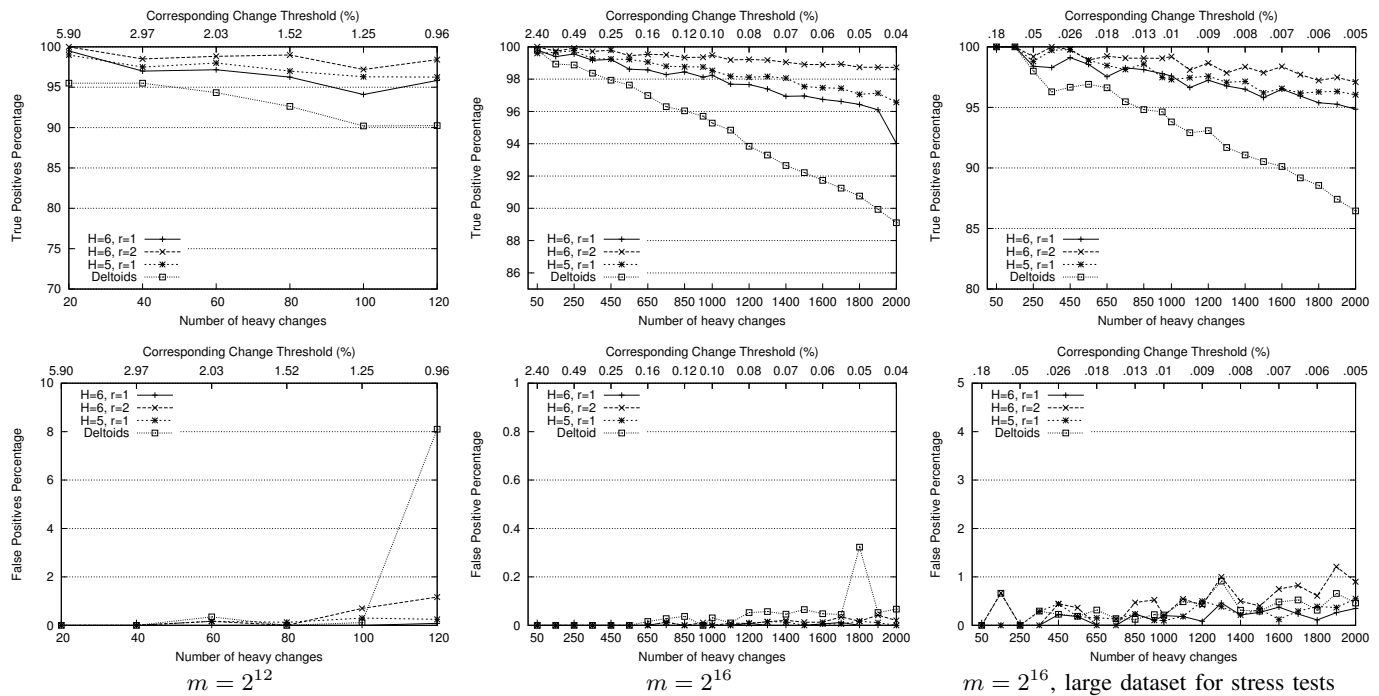 Corresponding Change Threshold (%)
5.90 2.97 2.03 1.52 1.25 0.96
100
95
90
85
80
75
70
True Positives Percentage
H=6, r=1
H=6, r=2
H=5, r=1
Deltoids
20 40 60 80 100 120
Number of heavy changes
Corresponding Change Threshold (%)
2.40 0.49 0.25 0.16 0.12 0.10 0.08 0.07 0.06 0.05 0.04
100
98
96
94
92
90
88
86
True Positive Percentage
H=6, r=1
H=6, r=2
H=5, r=1
Deltoids
50 250 450 650 850 1000 1200 1400 1600 1800 2000
Number of heavy changes
Corresponding Change Threshold (%)
.18 .05 .026 .018 .013 .01 .009 .008 .007 .006 .005
100
95
90
85
80
True Positive Percentage
H=6, r=1
H=6, r=2
H=5, r=1
Deltoids
50 250 450 650 850 1000 1200 1400 1600 1800 2000
Number of heavy changes
Corresponding Change Threshold (%)
5.90 2.97 2.03 1.52 1.25 0.96
10
8
6
4
2
0
False Positives Percentage
H=6, r=1
H=6, r=2
H=5, r=1
Deltoids
20 40 60 80 100 120
Number of heavy changes
m = 2^12
Corresponding Change Threshold (%)
2.40 0.49 0.25 0.16 0.12 0.10 0.08 0.07 0.06 0.05 0.04
1
0.8
0.6
0.4
0.2
0
False Positive Percentage
H=6, r=1
H=6, r=2
H=5, r=1
Deltoid
50 250 450 650 850 1000 1200 1400 1600 1800 2000
Number of heavy changes
m = 2^16
Corresponding Change Threshold (%)
.18 .05 .026 .018 .013 .01 .009 .008 .007 .006 .005
5
4
3
2
1
0
False Positive Percentage
H=6, r=1
H=6, r=2
H=5, r=1
Deltoids
50 250 450 650 850 1000 1200 1400 1600 1800 2000
Number of heavy changes
m = 2^16, large dataset for stress tests